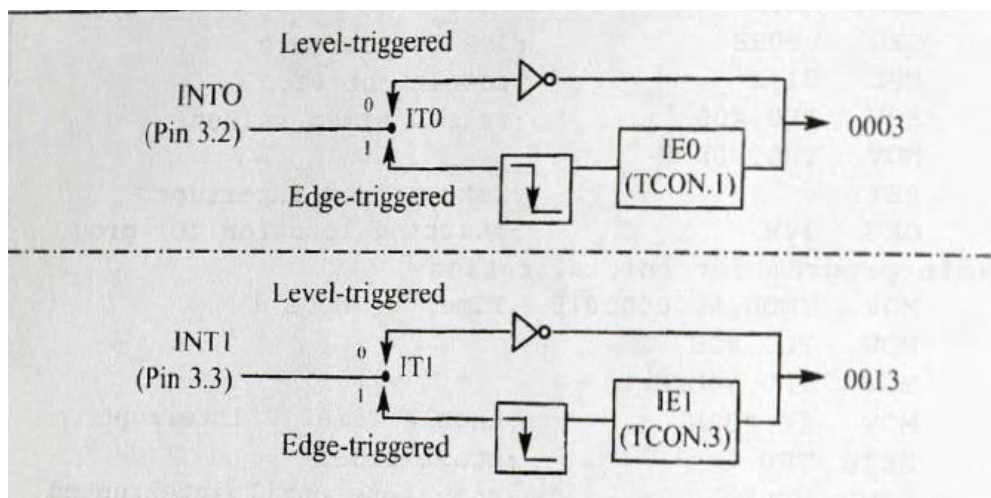 Level-triggered
INTO
(Pin 3.2)
0
IT0
1
Edge-triggered
IE0
(TCON.1)
0003
Level-triggered
INT1
(Pin 3.3)
0
IT1
1
Edge-triggered
IE1
(TCON.3)
0013